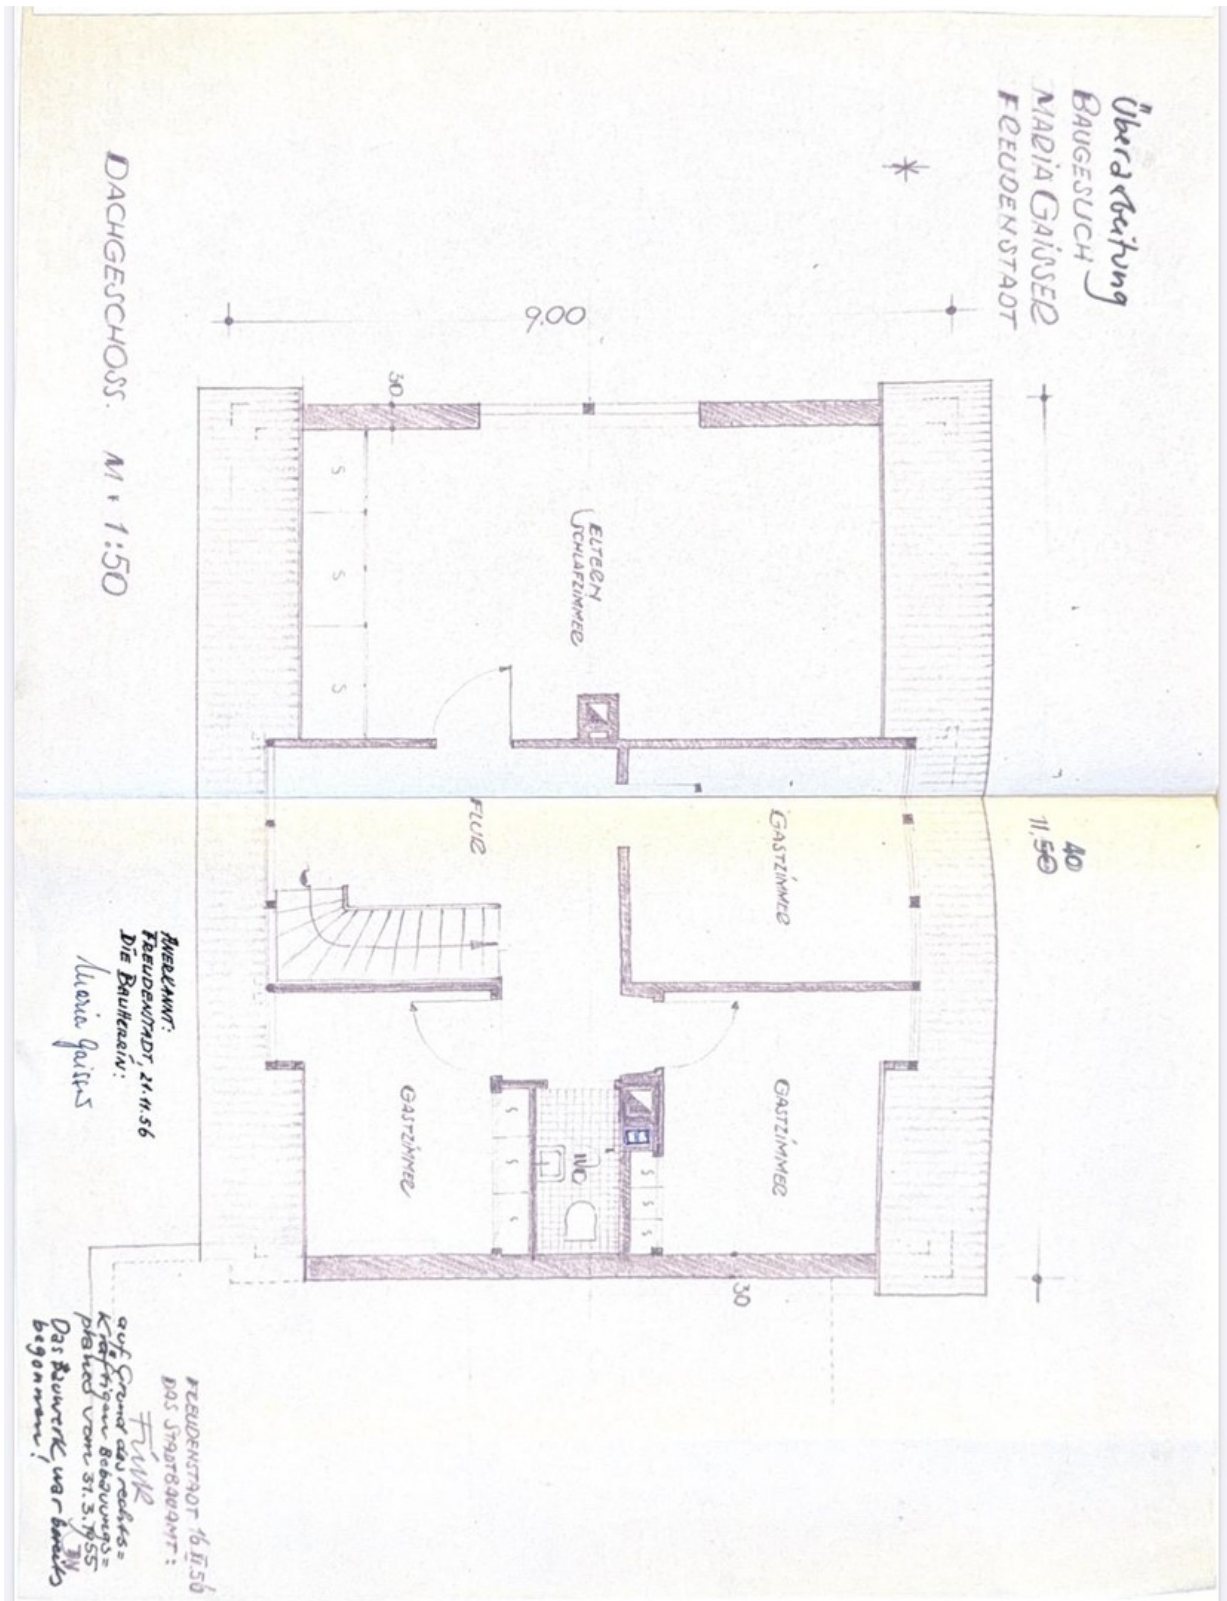 Überarbeitung
BAUGESUCH
MARIA GAISSER
FREUDENSTADT
9.00
30
S
S
S
ELTERN
SCHLAFZIMMER
FLUR
GASTZIMMER
40
11,50
GASTZIMMER
S
S
S
WC
S
S
S
GASTZIMMER
30
DACHGESCHOSS. M = 1:50
ANERKANNT:
FREUDENSTADT, 21.11.56
DIE BAUHERRIN:
Maria Gaisser
FREUDENSTADT 16 II.56
DAS STADTBAUAMT:
auf Grund des rechts=
kräftigen Bebauungs=
planes vom 31.3.1955
Das Bauwerk war bereits
begonnen!